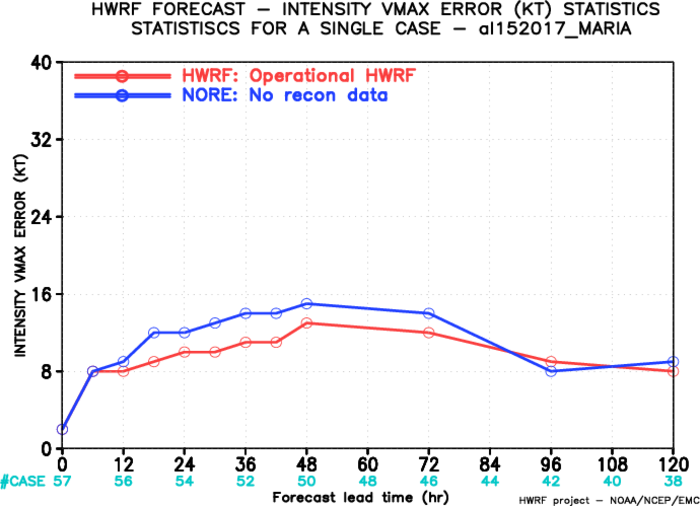 HWRF FORECAST – INTENSITY VMAX ERROR (KT) STATISTICS
STATISTISCS FOR A SINGLE CASE – al152017_MARIA
HWRF: Operational HWRF
NORE: No recon data
INTENSITY VMAX ERROR (KT)
40
32
24
16
8
0
0 12 24 36 48 60 72 84 96 108 120
#CASE 57 56 54 52 50 48 46 44 42 40 38
Forecast lead time (hr)
HWRF project – NOAA/NCEP/EMC